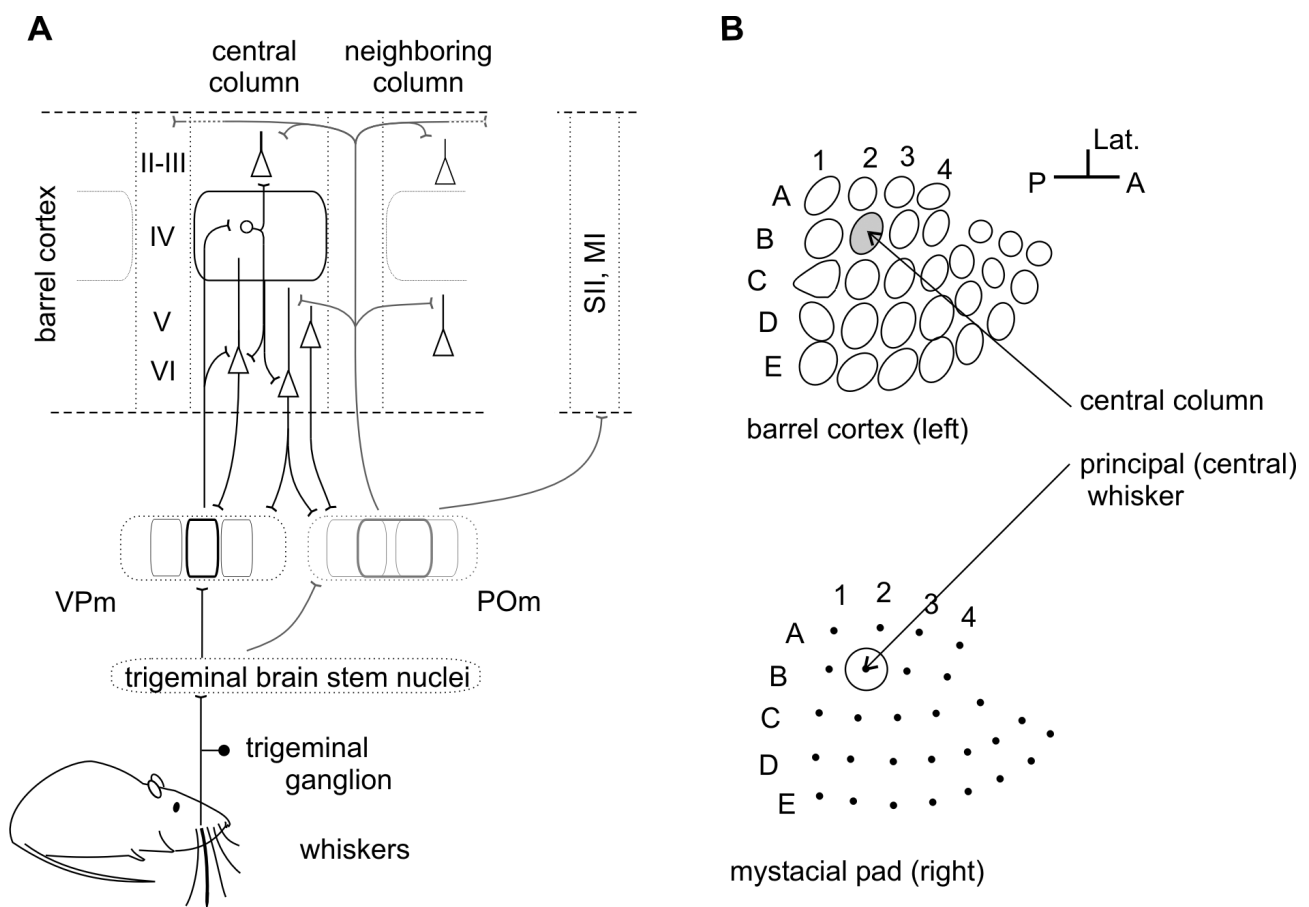 A
central
column
neighboring
column
barrel cortex
II-III
IV
V
VI
SII, MI
VPm
POm
trigeminal brain stem nuclei
trigeminal
ganglion
whiskers
B
Lat.
P
A
1
2
3
4
A
B
C
D
E
barrel cortex (left)
central column
principal (central)
whisker
1
2
3
4
A
B
C
D
E
mystacial pad (right)